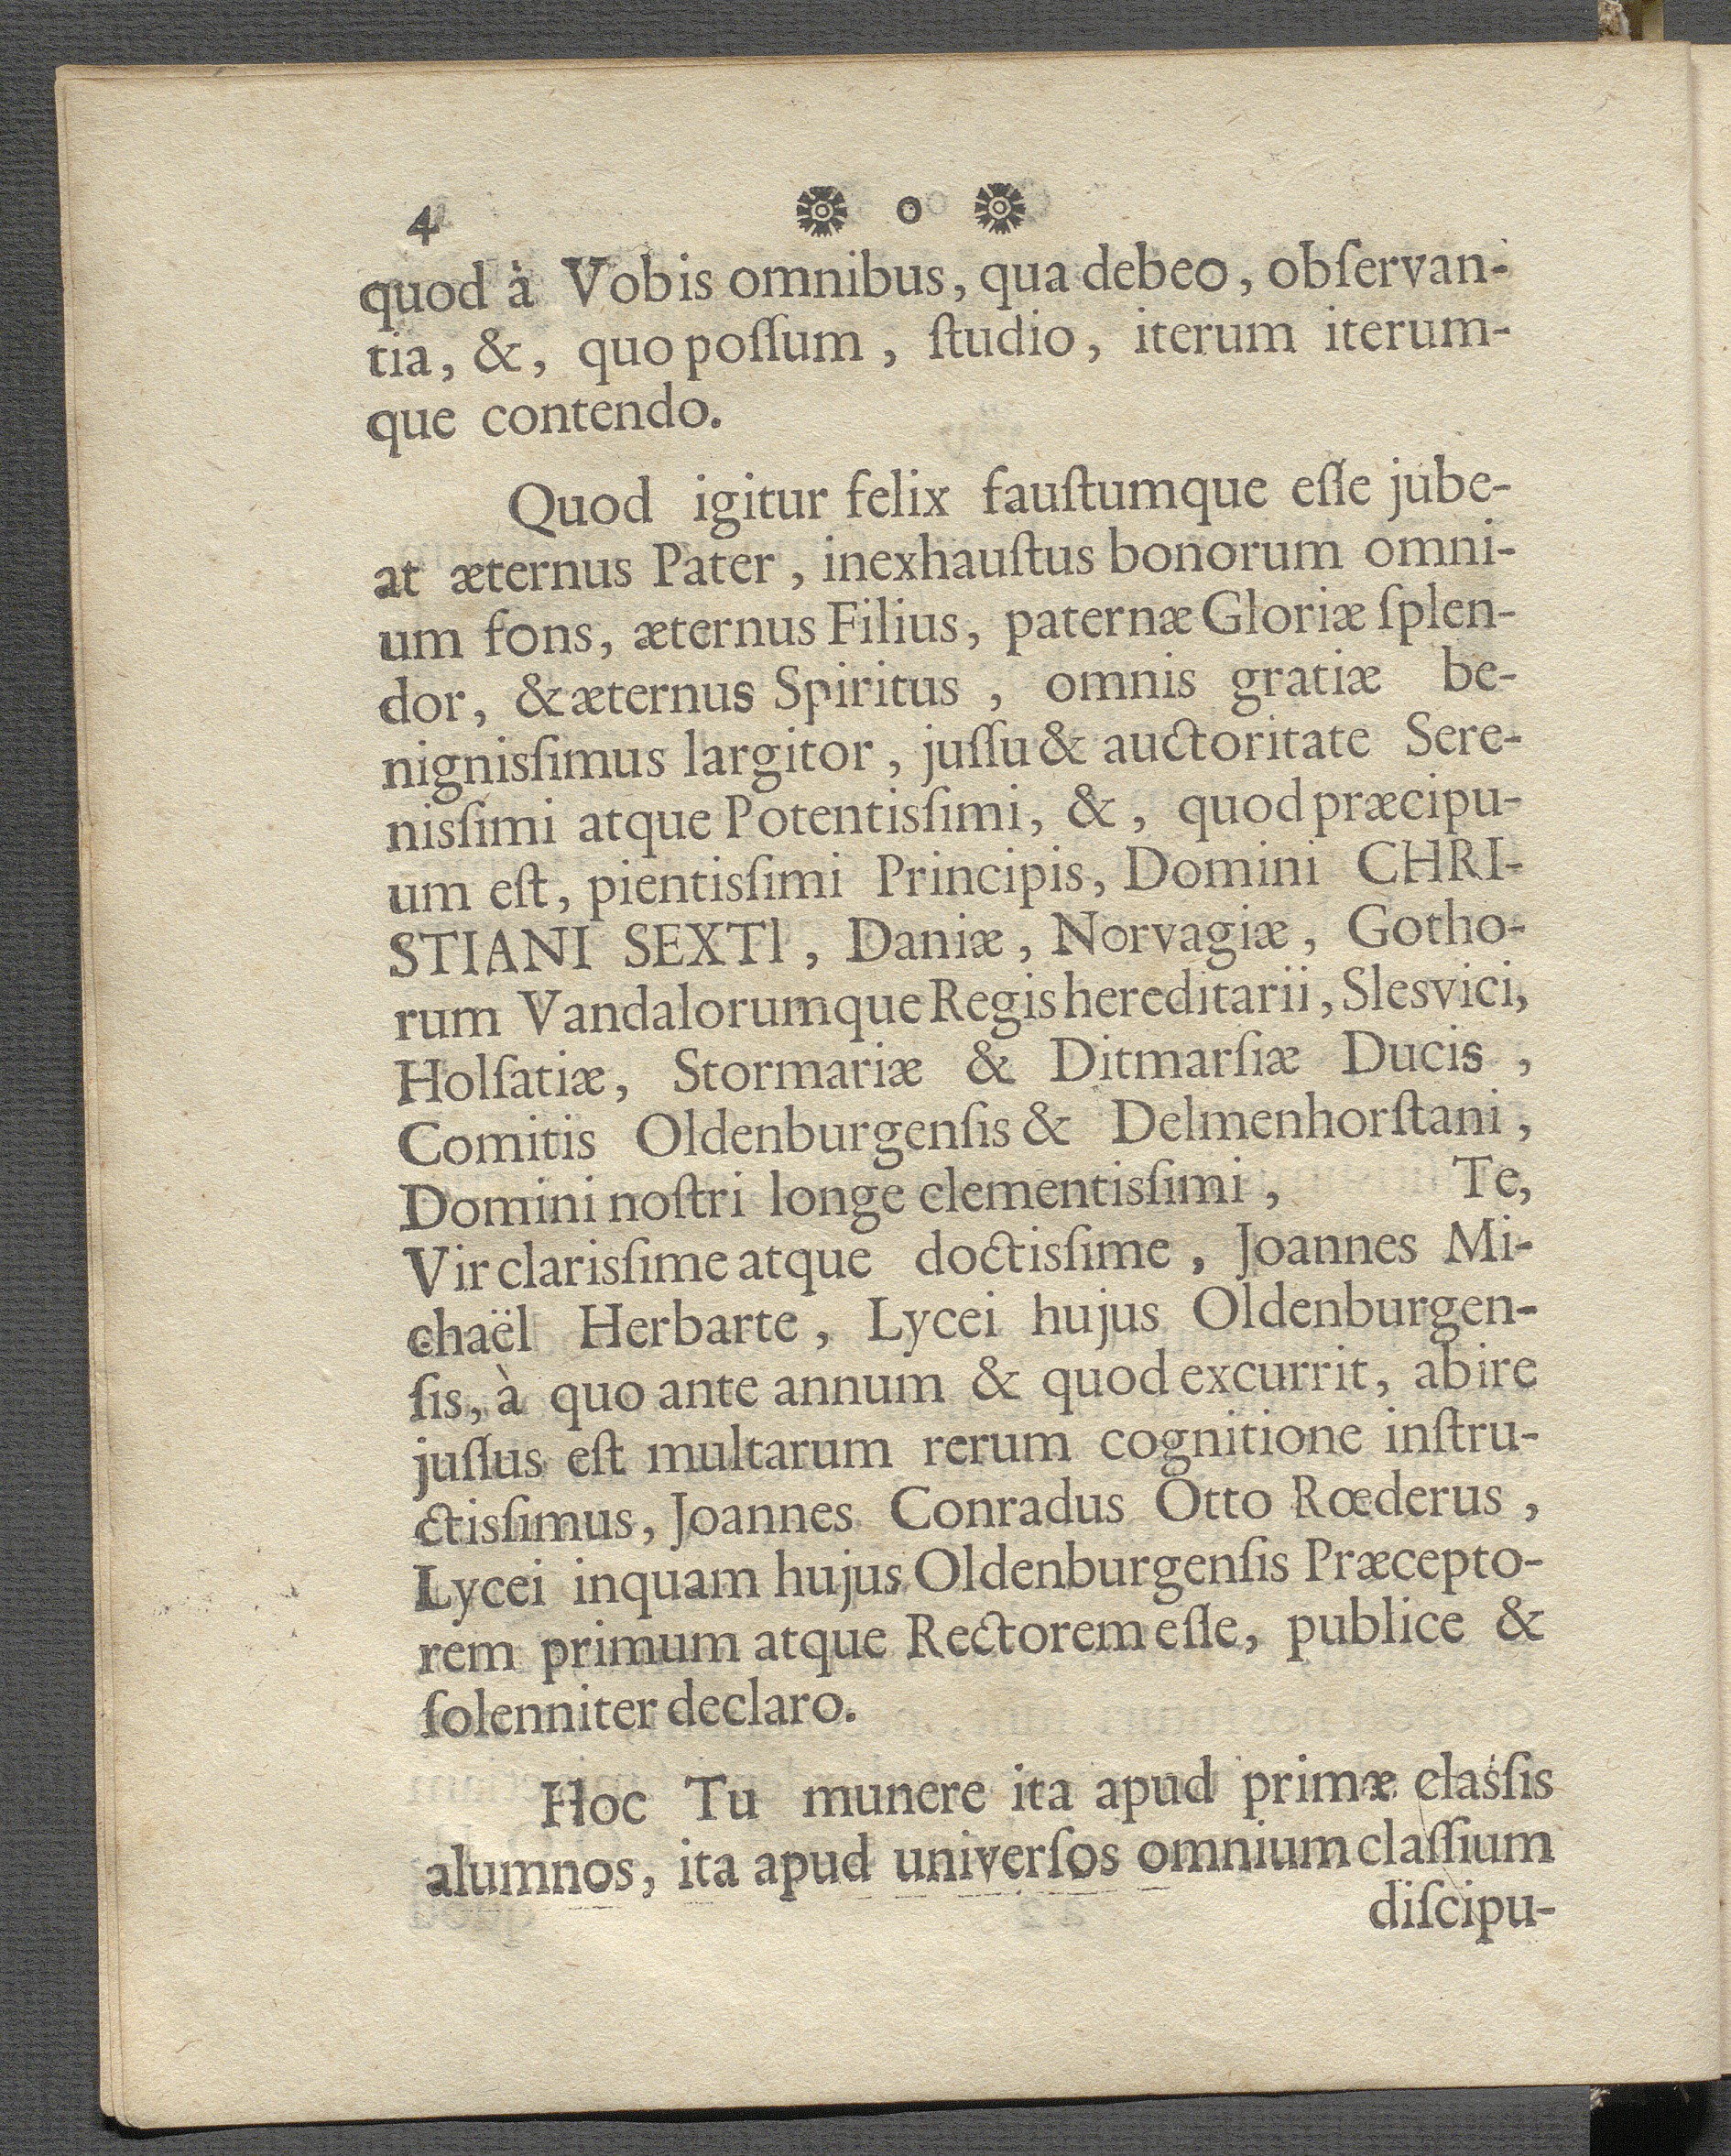 4 o
quod à Vobis omnibus, qua debeo, obſervan-
tia, &, quo poſſum, ſtudio, iterum iterum-
que contendo.
Quod igitur felix fauſtumque eſſe jube-
at æternus Pater, inexhauſtus bonorum omni-
um fons, æternus Filius, paternæ Gloriæ ſplen-
dor, & æternus Spiritus, omnis gratiæ be-
nignisſimus largitor, juſſu & auctoritate Sere-
nisſimi atque Potentisſimi, &, quod præcipu-
um eſt, pientisſimi Principis, Domini CHRI-
STIANI SEXTI, Daniæ, Norvagiæ, Gotho-
rum Vandalorumque Regis hereditarii, Slesvici,
Holſatiæ, Stormariæ & Ditmarſiæ Ducis,
Comitis Oldenburgenſis & Delmenhorſtani,
Domini noſtri longe clementisſimi, Te,
Vir clarisſime atque doctisſime, Joannes Mi-
chaël Herbarte, Lycei hujus Oldenburgen-
ſis, à quo ante annum & quod excurrit, abire
juſſus eſt multarum rerum cognitione inſtru-
ctisſimus, Joannes Conradus Otto Rœderus,
Lycei inquam hujus Oldenburgenſis Præcepto-
rem primum atque Rectorem eſſe, publice &
ſolenniter declaro.
Hoc Tu munere ita apud primæ clasſis
alumnos, ita apud univerſos omnium claſſium
diſcipu-